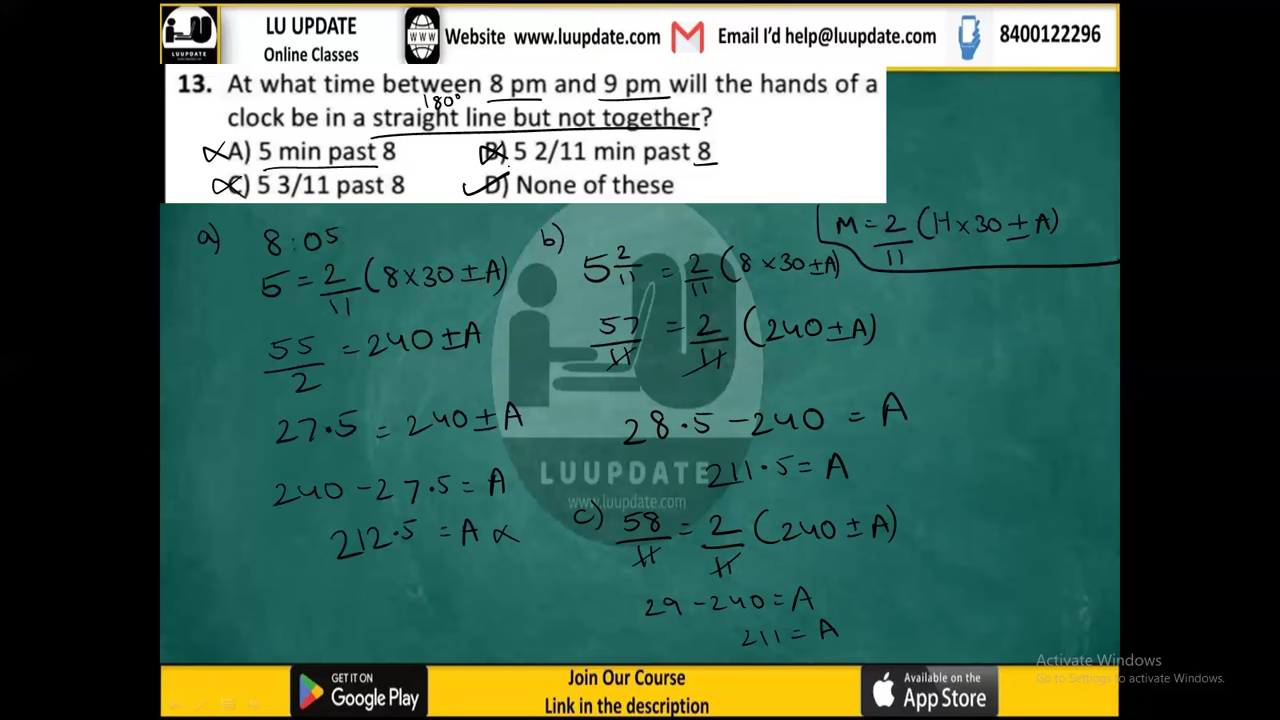 LU UPDATE
Online Classes
LUUPDATE
WWW
Website www.luupdate.com
Email I'd help@luupdate.com
8400122296
13. At what time between 8 pm and 9 pm will the hands of a
180°
clock be in a straight line but not together?
A) 5 min past 8
B) 5 2/11 min past 8
C) 5 3/11 past 8
D) None of these
M = 2/11 (H×30 ± A)
a) 8:05
5 = 2/11 (8×30 ± A)
55/2 = 240 ± A
27.5 = 240 ± A
240 - 27.5 = A
212.5 = A ×
b) 5 2/11 = 2/11 (8×30 ± A)
57/11 = 2/11 (240 ± A)
28.5 - 240 = A
211.5 = A
c) 58/11 = 2/11 (240 ± A)
29 - 240 = A
211 = A
LUUPDATE
www.luupdate.com
Activate Windows
Go to Settings to activate Windows.
GET IT ON
Google Play
Join Our Course
Link in the description
Available on the
App Store